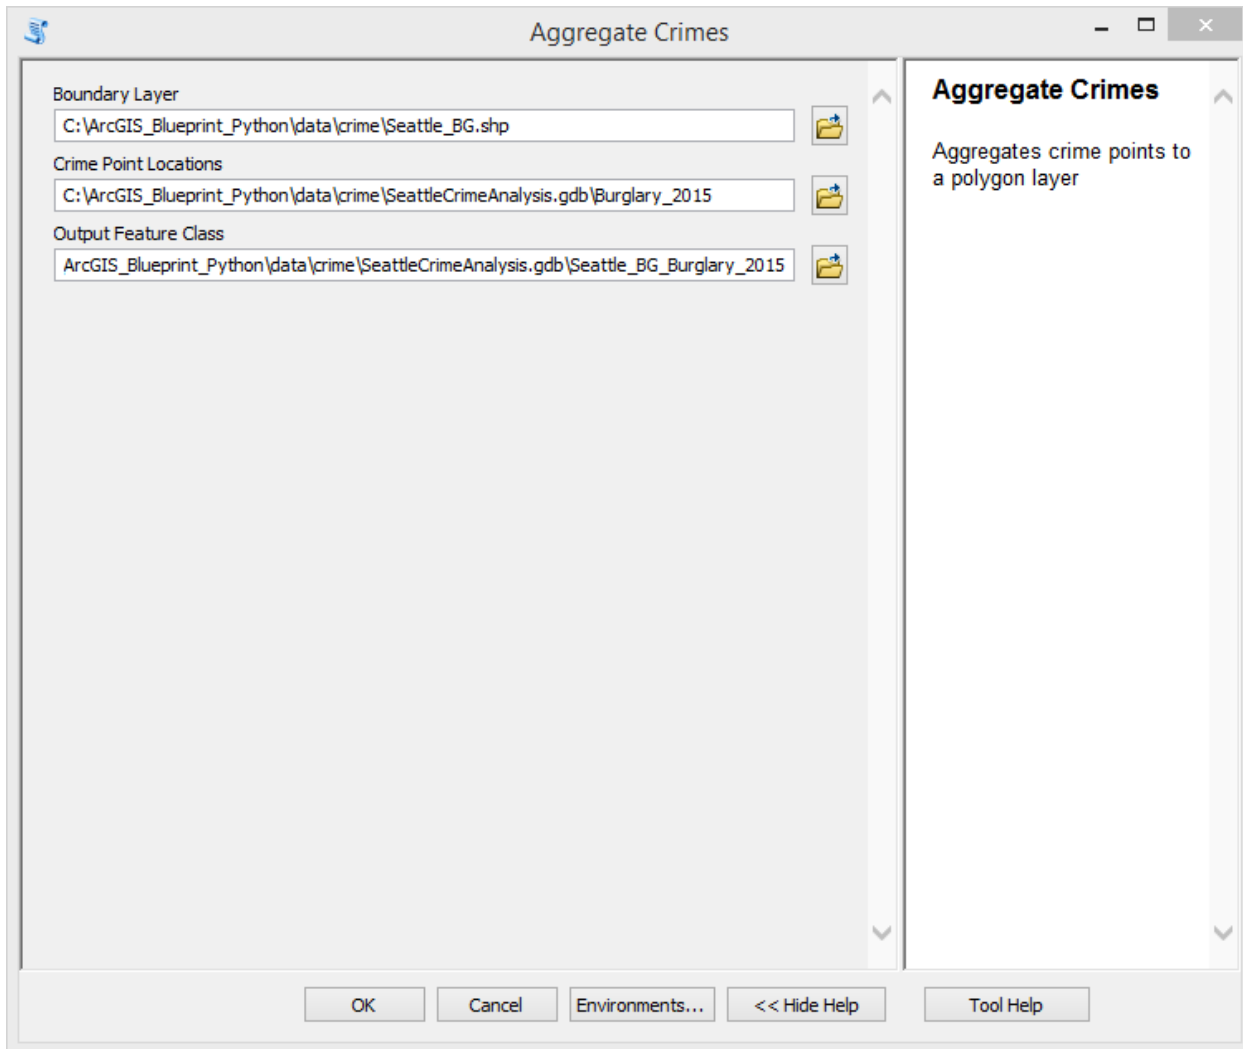 Aggregate Crimes
Boundary Layer
C:\ArcGIS_Blueprint_Python\data\crime\Seattle_BG.shp
Crime Point Locations
C:\ArcGIS_Blueprint_Python\data\crime\SeattleCrimeAnalysis.gdb\Burglary_2015
Output Feature Class
ArcGIS_Blueprint_Python\data\crime\SeattleCrimeAnalysis.gdb\Seattle_BG_Burglary_2015
Aggregate Crimes
Aggregates crime points to
a polygon layer
OK
Cancel
Environments...
<< Hide Help
Tool Help